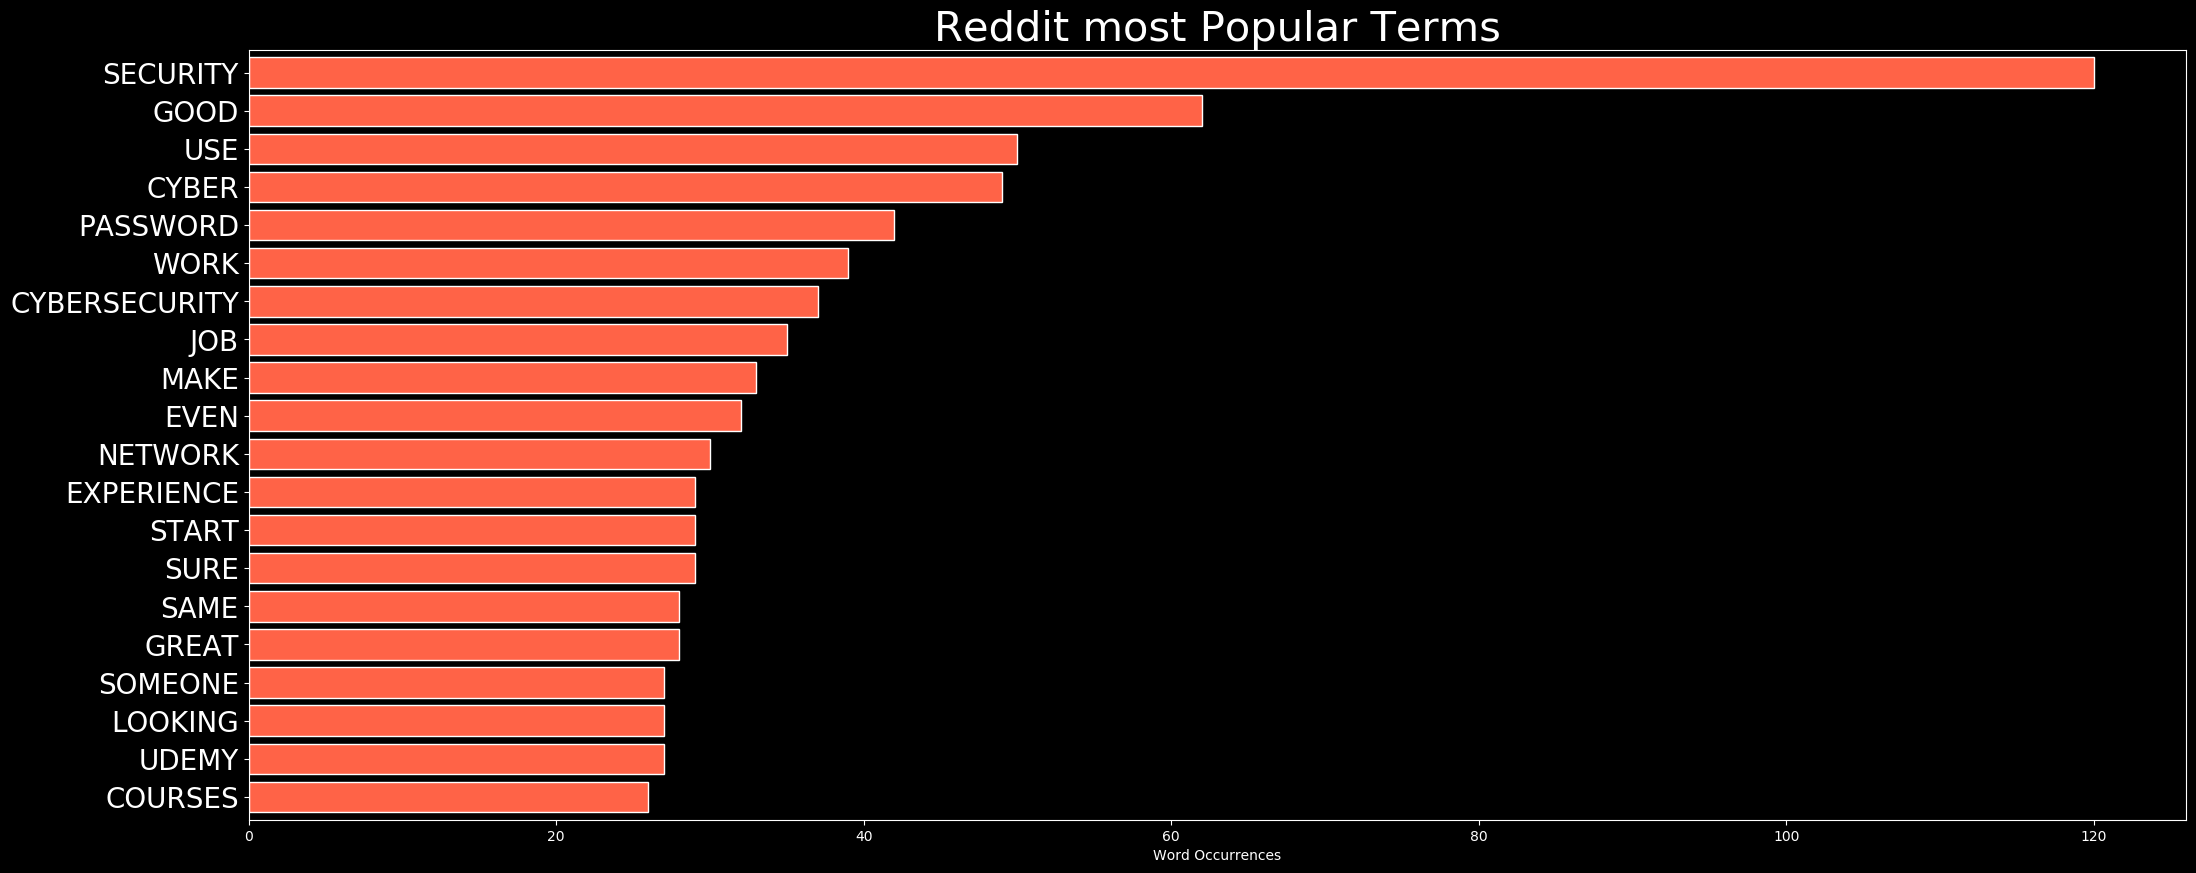 Reddit most Popular Terms
SECURITY
GOOD
USE
CYBER
PASSWORD
WORK
CYBERSECURITY
JOB
MAKE
EVEN
NETWORK
EXPERIENCE
START
SURE
SAME
GREAT
SOMEONE
LOOKING
UDEMY
COURSES
0 20 40 60 80 100 120
Word Occurrences